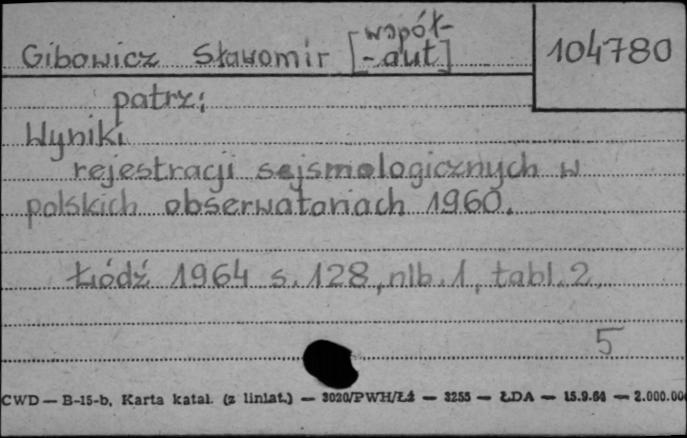 Gibowicz Sławomir [współ-
-aut]
104780
patrz:
Wyniki
rejestracji sejsmologicznych w
polskich obserwatoriach 1960.
Łódź 1964 s. 128, nlb. 1, tabl. 2.
5
CWD — B-15-b, Karta katal. (z liniat.) — 3020/PWH/Łż — 3255 — ŁDA — 15.9.64 — 2.000.00